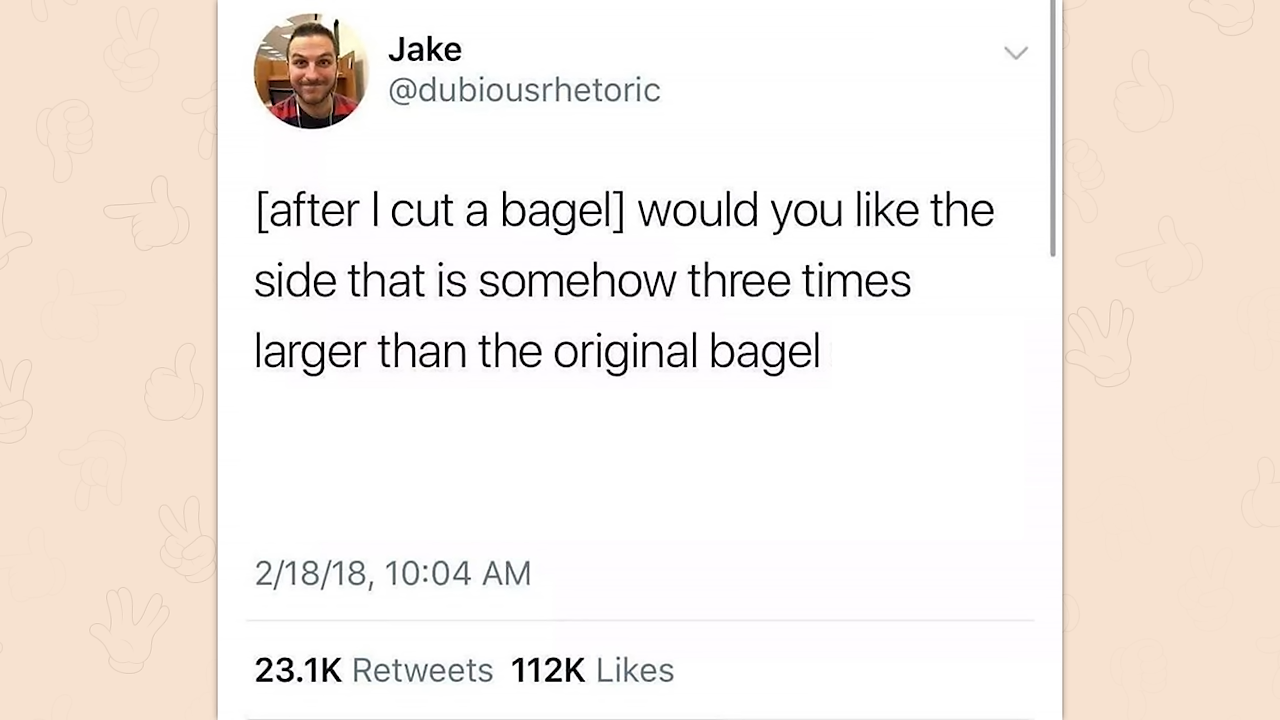 Jake
@dubiousrhetoric
[after I cut a bagel] would you like the
side that is somehow three times
larger than the original bagel
2/18/18, 10:04 AM
23.1K Retweets 112K Likes